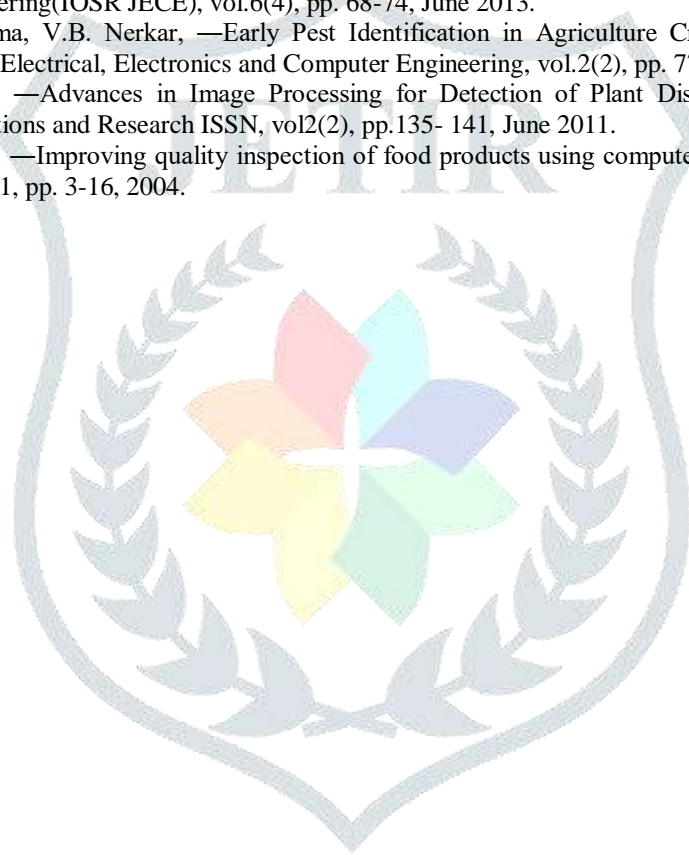 ering(IOSR JECE), vol.6(4), pp. 68-74, June 2013.
ma, V.B. Nerkar, —Early Pest Identification in Agriculture Cr
Electrical, Electronics and Computer Engineering, vol.2(2), pp. 7
—Advances in Image Processing for Detection of Plant Dis
tions and Research ISSN, vol2(2), pp.135- 141, June 2011.
—Improving quality inspection of food products using compute
1, pp. 3-16, 2004.
JETIR